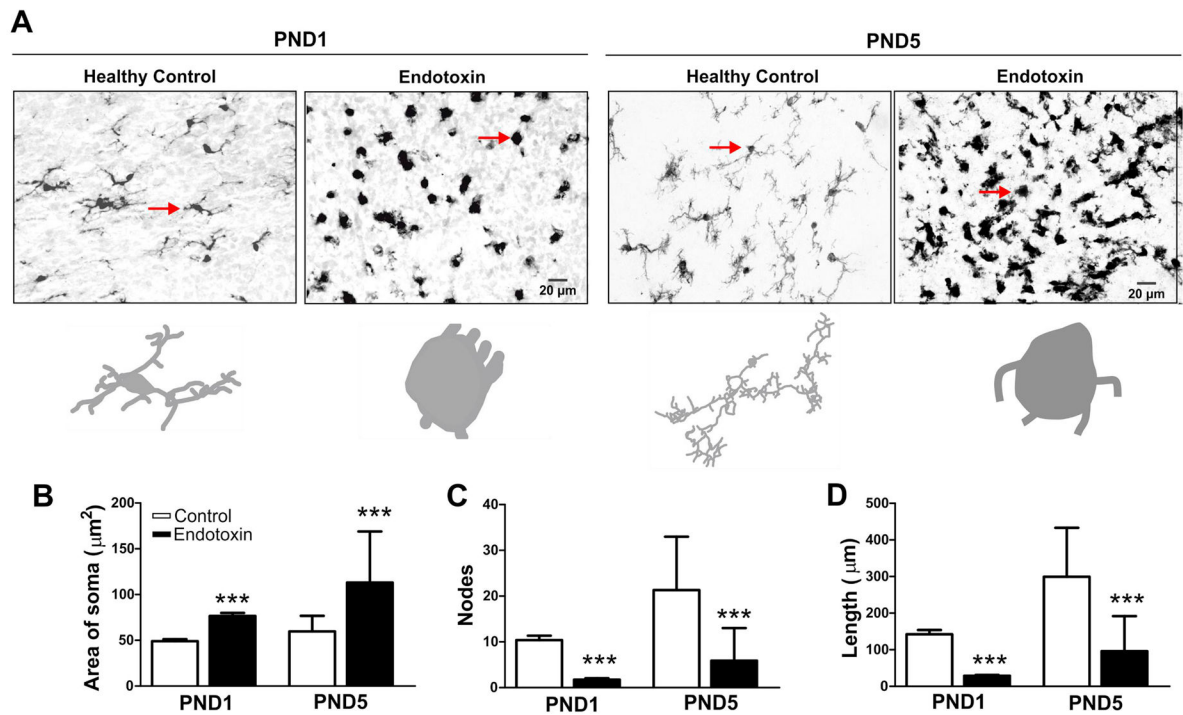 A
PND1
PND5
Healthy Control
Endotoxin
Healthy Control
Endotoxin
20 µm
20 µm
B
Area of soma (µm²)
200
150
100
50
0
Control
Endotoxin
***
***
PND1
PND5
C
Nodes
40
30
20
10
0
***
***
PND1
PND5
D
Length ( µm)
500
400
300
200
100
0
***
***
PND1
PND5